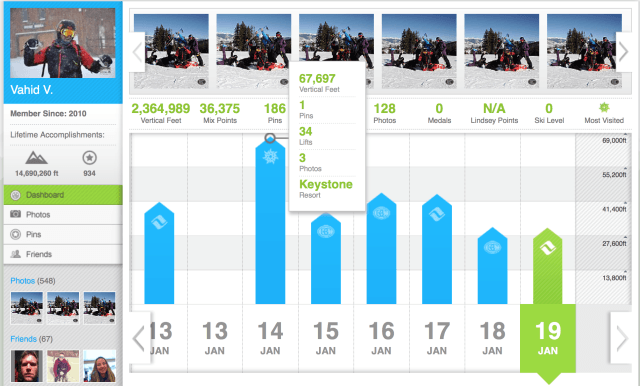 Vahid V.
Member Since: 2010
Lifetime Accomplishments:
14,690,260 ft
934
Dashboard
Photos
Pins
Friends
Photos (548)
Friends (67)
2,364,989
Vertical Feet
36,375
Mix Points
186
Pins
128
Photos
0
Medals
N/A
Lindsey Points
0
Ski Level
Most Visited
67,697
Vertical Feet
1
Pins
34
Lifts
3
Photos
Keystone
Resort
69,000ft
55,200ft
41,400ft
27,600ft
13,800ft
13
JAN
13
JAN
14
JAN
15
JAN
16
JAN
17
JAN
18
JAN
19
JAN